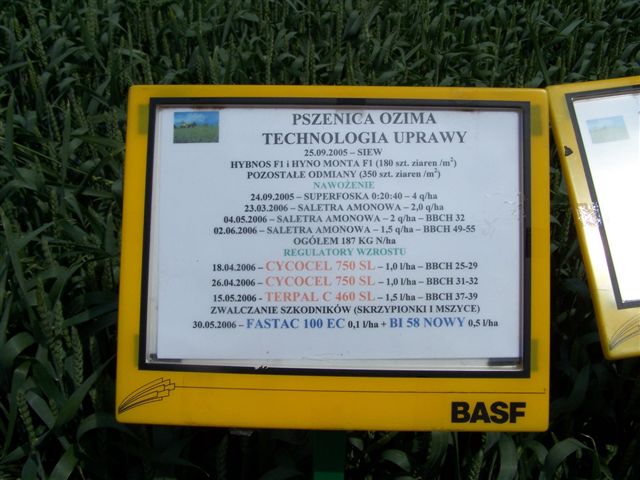 PSZENICA OZIMA
TECHNOLOGIA UPRAWY
25.09.2005 – SIEW
HYBNOS F1 i HYNO MONTA F1 (180 szt. ziaren /m²)
POZOSTAŁE ODMIANY (350 szt. ziaren /m²)
NAWOŻENIE
24.09.2005 – SUPERFOSKA 0:20:40 – 4 q/ha
23.03.2006 – SALETRA AMONOWA – 2,0 q/ha
04.05.2006 – SALETRA AMONOWA – 2 q/ha – BBCH 32
02.06.2006 – SALETRA AMONOWA – 1,5 q/ha – BBCH 49-55
OGÓŁEM 187 KG N/ha
REGULATORY WZROSTU
18.04.2006 – CYCOCEL 750 SL – 1,0 l/ha – BBCH 25-29
26.04.2006 – CYCOCEL 750 SL – 1,0 l/ha – BBCH 31-32
15.05.2006 - TERPAL C 460 SL – 1,5 l/ha – BBCH 37-39
ZWALCZANIE SZKODNIKÓW (SKRZYPIONKI I MSZYCE)
30.05.2006 – FASTAC 100 EC 0,1 l/ha + BI 58 NOWY 0,5 l/ha
BASF